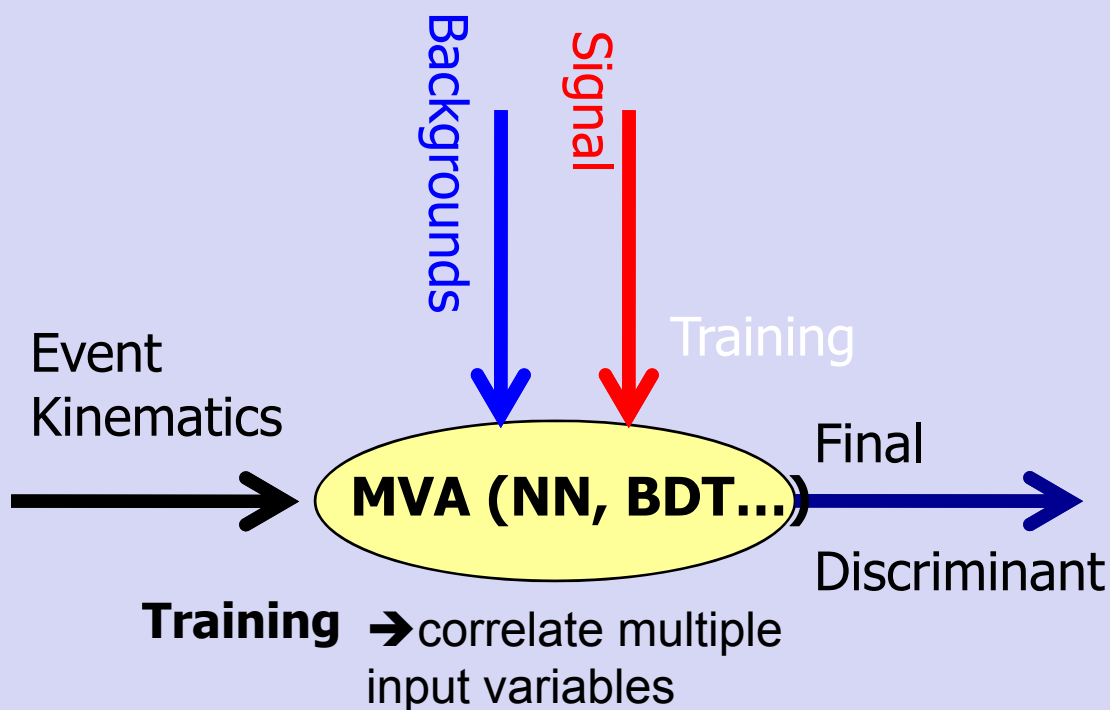 Backgrounds
Signal
Training
Event
Kinematics
MVA (NN, BDT...)
Final
Discriminant
Training ➔correlate multiple
input variables